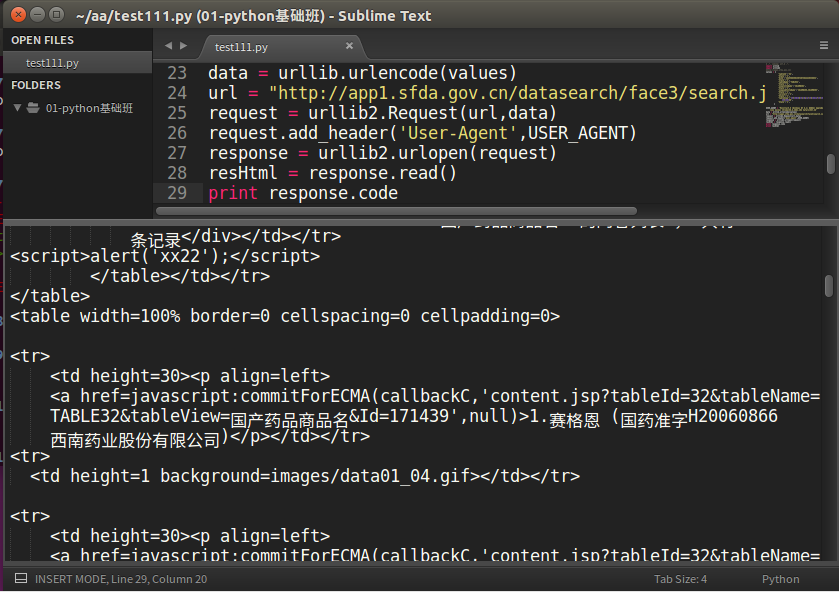 ~/aa/test111.py (01-python基础班) - Sublime Text
OPEN FILES
test111.py
test111.py
FOLDERS
01-python基础班
23 data = urllib.urlencode(values)
24 url = "http://app1.sfda.gov.cn/datasearch/face3/search.j
25 request = urllib2.Request(url,data)
26 request.add_header('User-Agent',USER_AGENT)
27 response = urllib2.urlopen(request)
28 resHtml = response.read()
29 print response.code
条记录</div></td></tr>
<script>alert('xx22');</script>
</table></td></tr>
</table>
<table width=100% border=0 cellspacing=0 cellpadding=0>
<tr>
<td height=30><p align=left>
<a href=javascript:commitForECMA(callbackC,'content.jsp?tableId=32&tableName=
TABLE32&tableView=国产药品商品名&Id=171439',null)>1.赛格恩 (国药准字H20060866
西南药业股份有限公司)</p></td></tr>
<tr>
<td height=1 background=images/data01_04.gif></td></tr>
<tr>
<td height=30><p align=left>
<a href=javascript:commitForECMA(callbackC,'content.jsp?tableId=32&tableName=
INSERT MODE, Line 29, Column 20
Tab Size: 4
Python